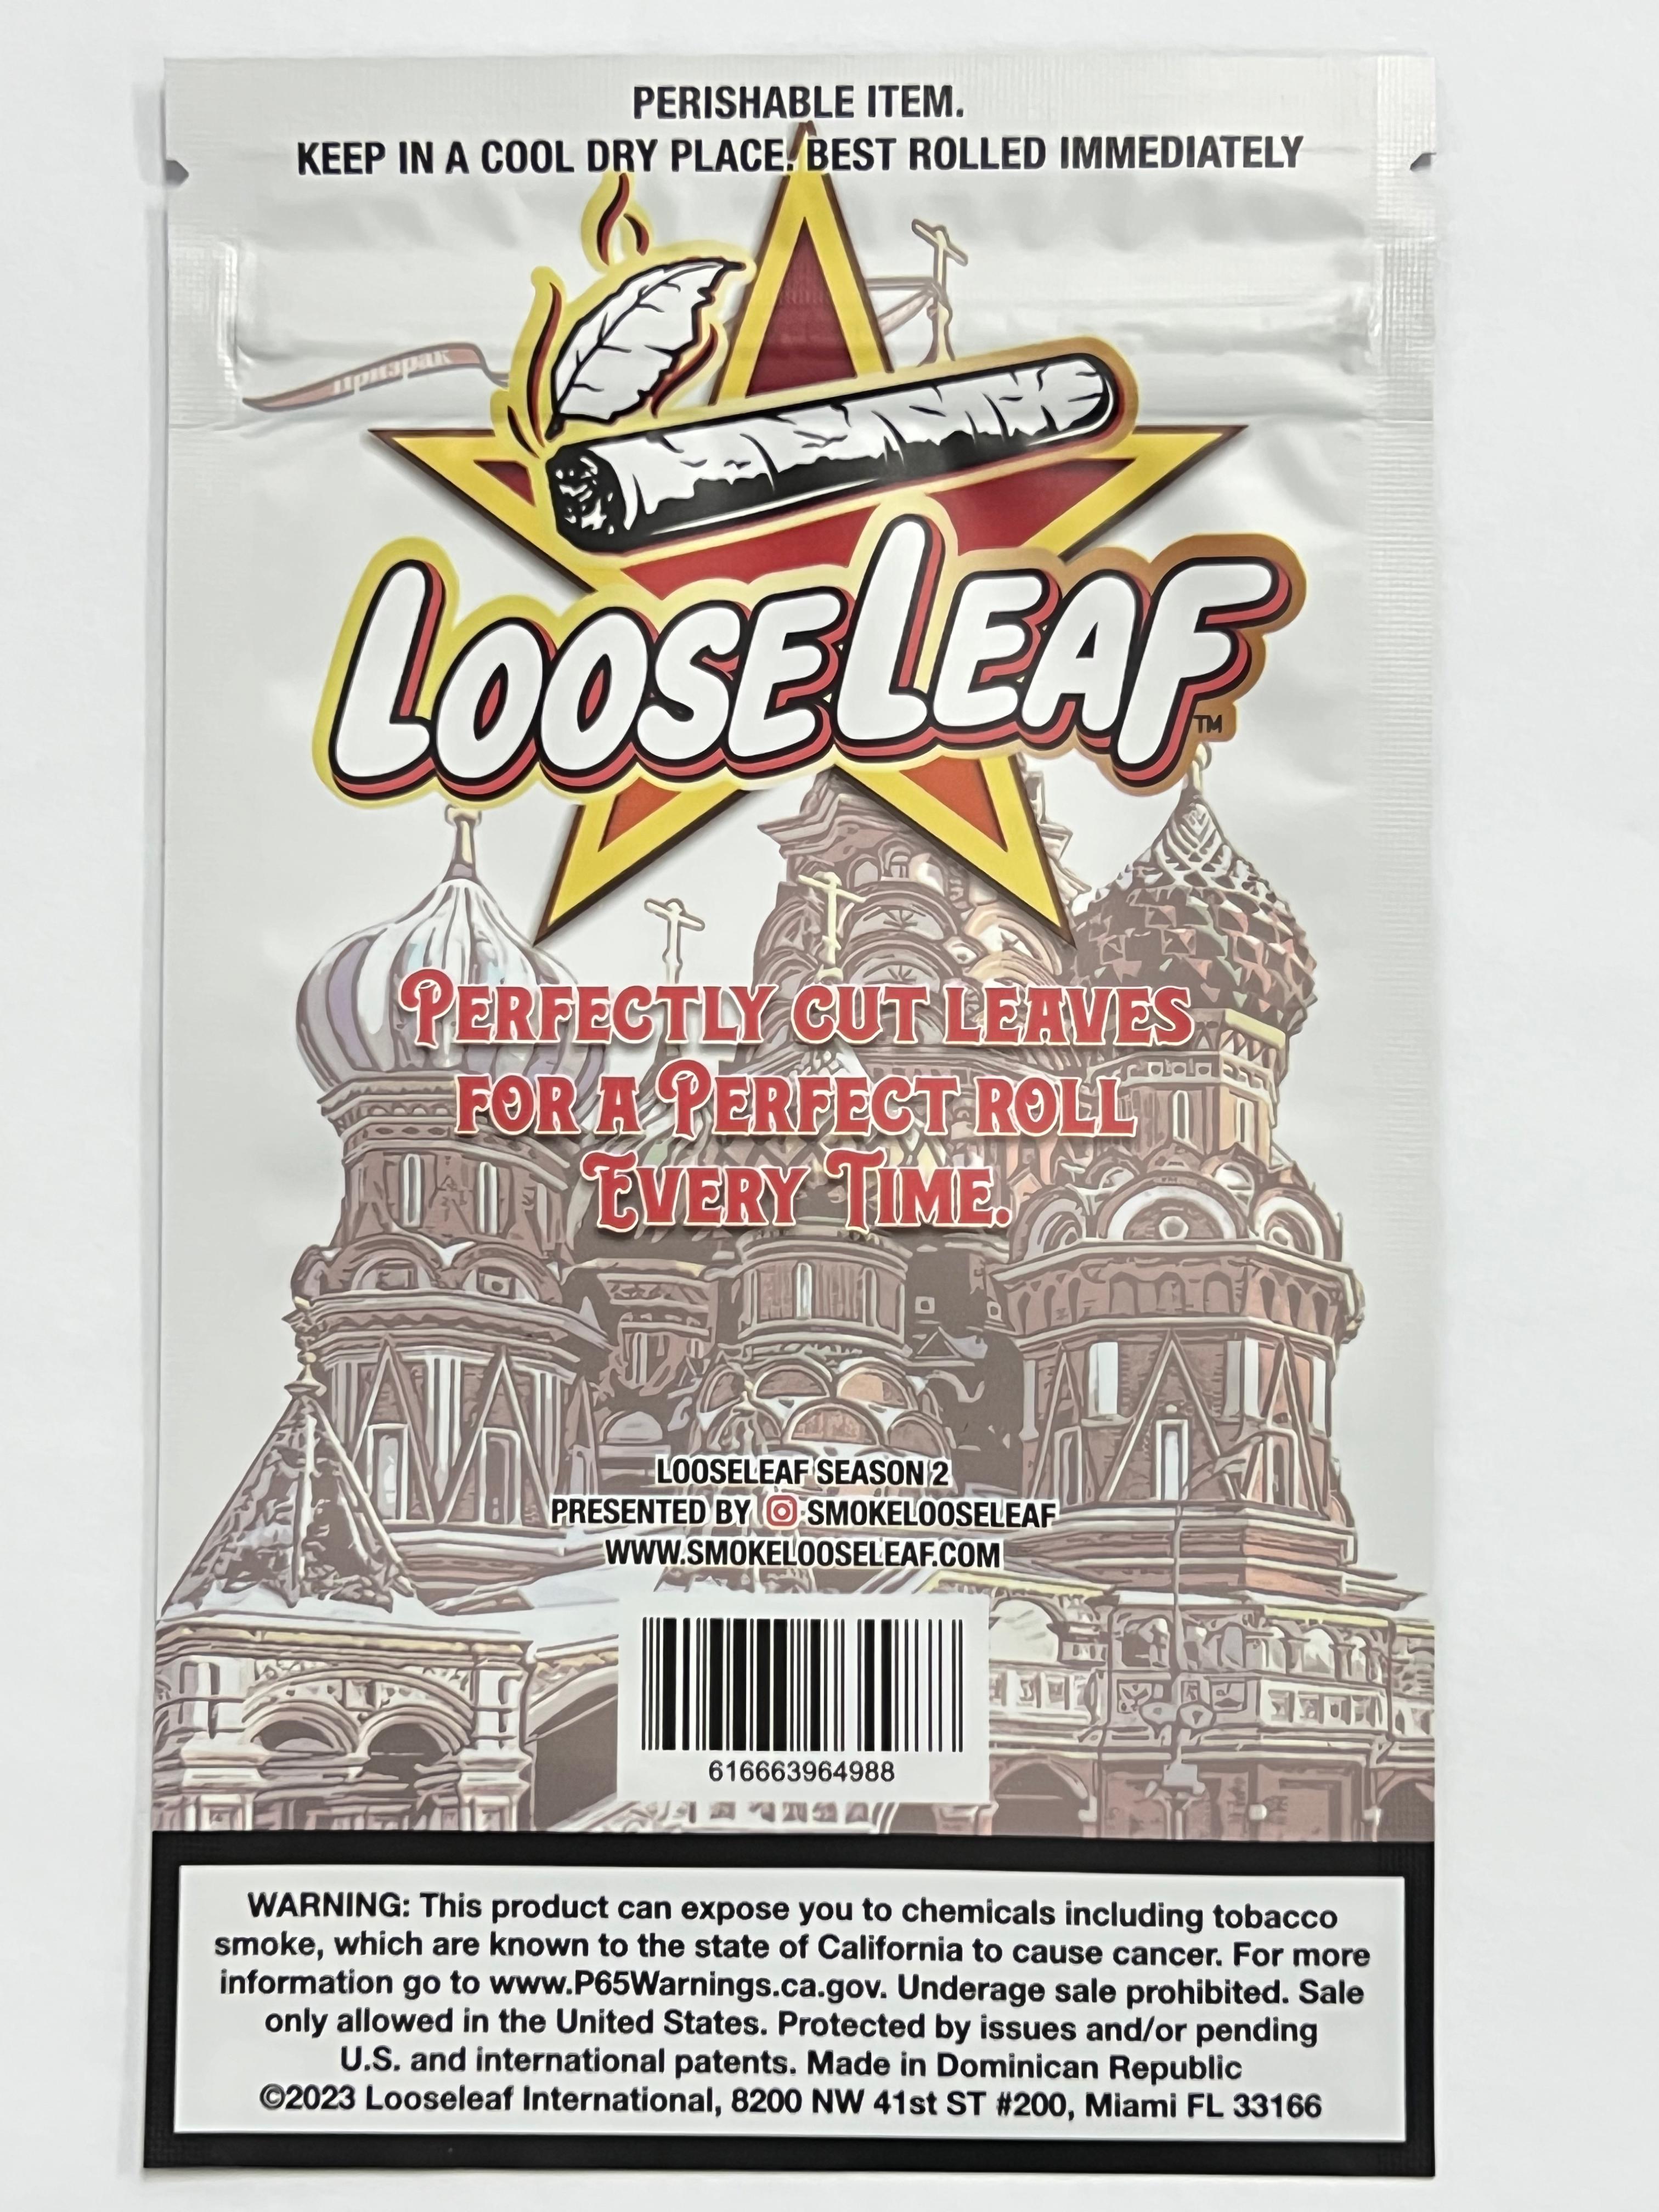 PERISHABLE ITEM.
KEEP IN A COOL DRY PLACE. BEST ROLLED IMMEDIATELY
призрак
LOOSELEAF™
PERFECTLY CUT LEAVES
FOR A PERFECT ROLL
EVERY TIME.
LOOSELEAF SEASON 2
PRESENTED BY SMOKELOOSELEAF
WWW.SMOKELOOSELEAF.COM
616663964988
WARNING: This product can expose you to chemicals including tobacco
smoke, which are known to the state of California to cause cancer. For more
information go to www.P65Warnings.ca.gov. Underage sale prohibited. Sale
only allowed in the United States. Protected by issues and/or pending
U.S. and international patents. Made in Dominican Republic
©2023 Looseleaf International, 8200 NW 41st ST #200, Miami FL 33166